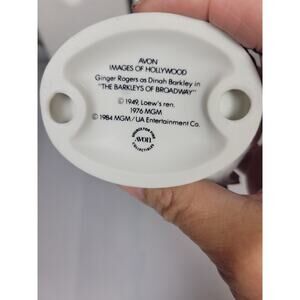 AVON
IMAGES OF HOLLYWOOD
Ginger Rogers as Dinah Barkley in
"THE BARKLEYS OF BROADWAY"
© 1949, Loew's ren.
1976 MGM
© 1984 MGM / UA Entertainment Co.
AVON
COLLECTIBLES